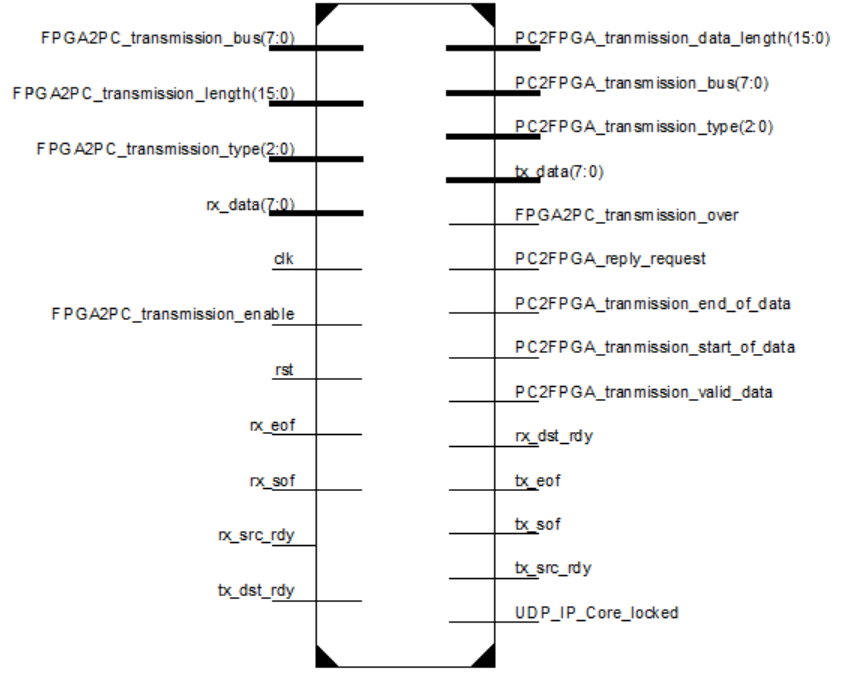 FPGA2PC_transmission_bus(7:0)
FPGA2PC_transmission_length(15:0)
FPGA2PC_transmission_type(2:0)
rx_data(7:0)
clk
FPGA2PC_transmission_enable
rst
rx_eof
rx_sof
rx_src_rdy
tx_dst_rdy
PC2FPGA_tranmission_data_length(15:0)
PC2FPGA_transmission_bus(7:0)
PC2FPGA_transmission_type(2:0)
tx_data(7:0)
FPGA2PC_transmission_over
PC2FPGA_reply_request
PC2FPGA_tranmission_end_of_data
PC2FPGA_tranmission_start_of_data
PC2FPGA_tranmission_valid_data
rx_dst_rdy
tx_eof
tx_sof
tx_src_rdy
UDP_IP_Core_locked